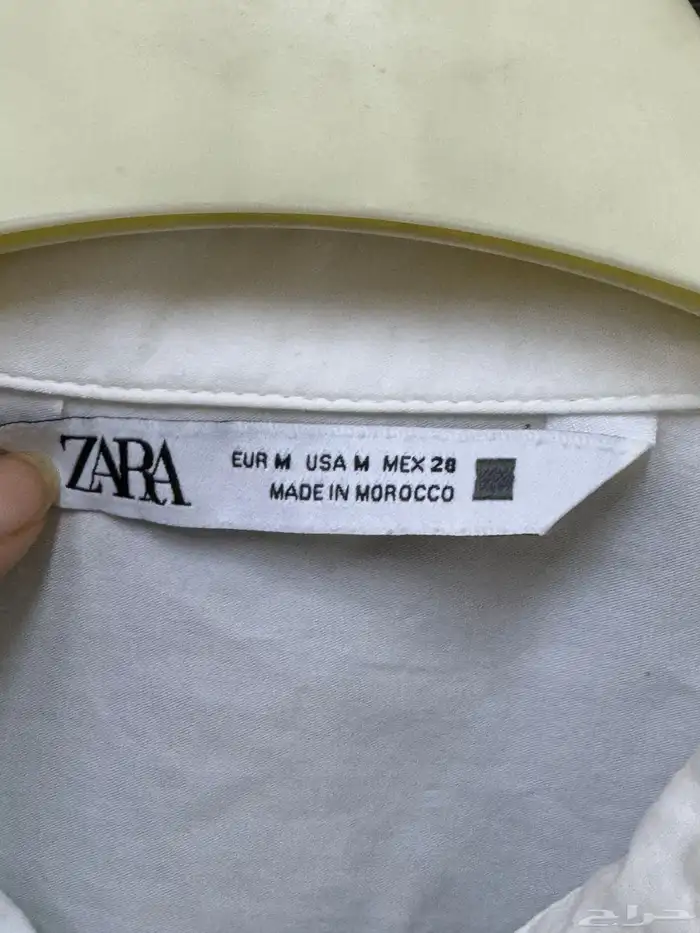 ZARA
EUR M USA M MEX 28
MADE IN MOROCCO
حراج